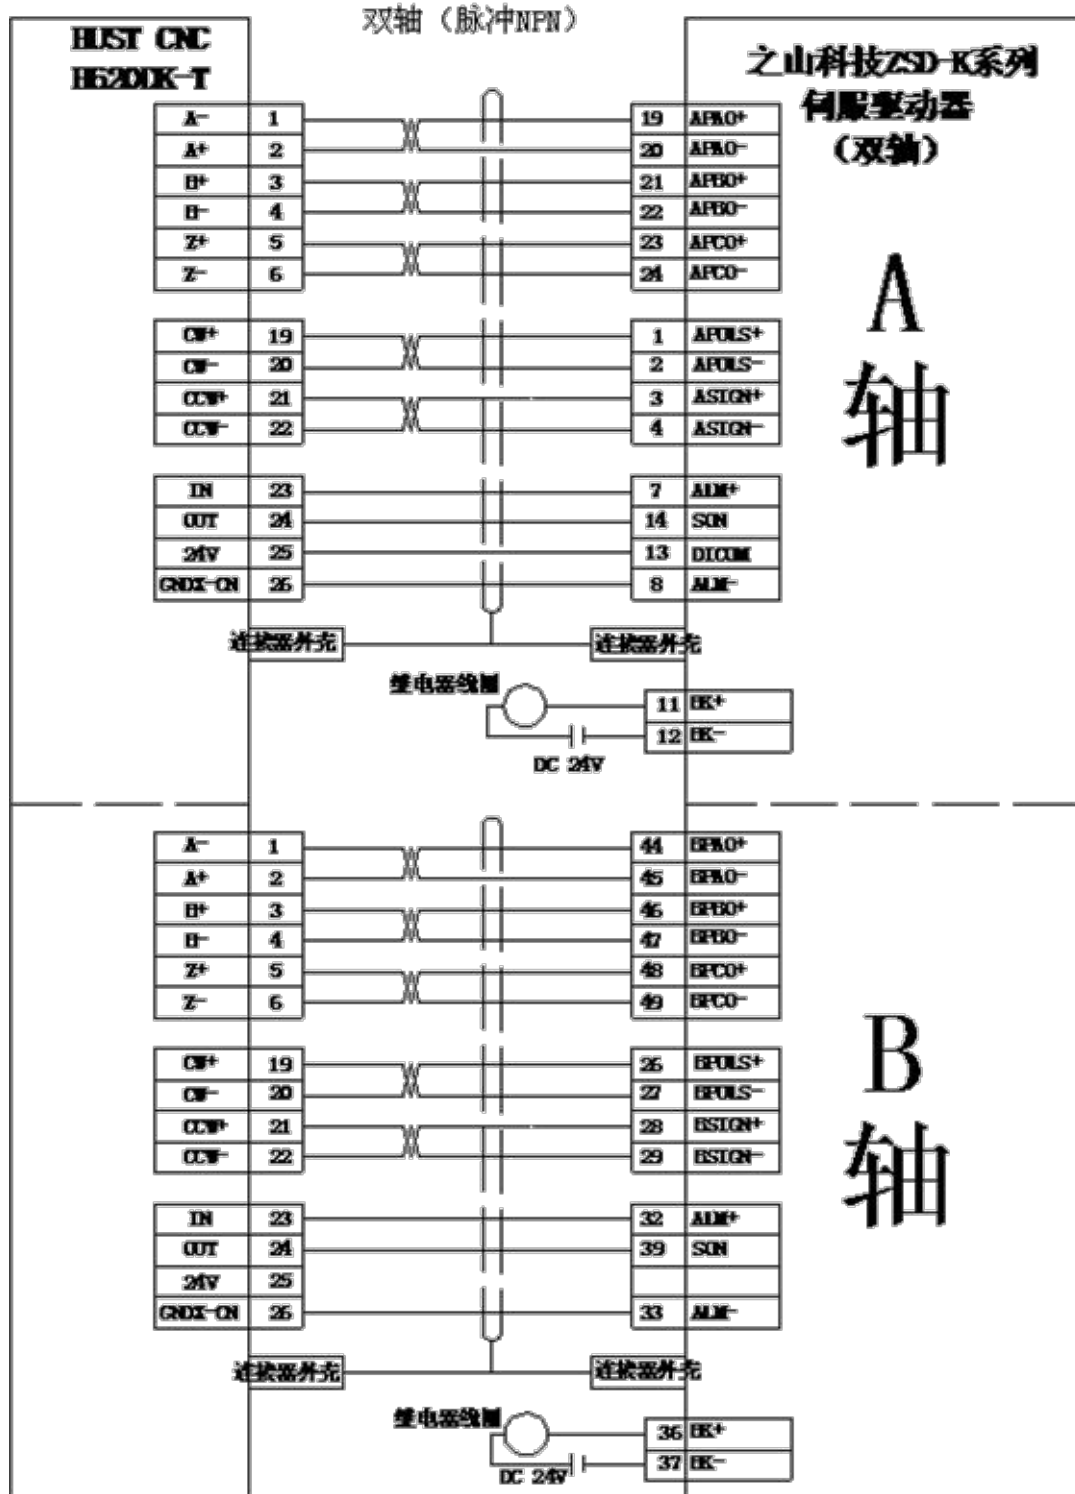 双轴（脉冲NPN）
HUST CNC
H620DK-T
之山科技ZSD-K系列
伺服驱动器
（双轴）
A- 1 19 APAO+
A+ 2 20 APAO-
B+ 3 21 APBO+
B- 4 22 APBO-
Z+ 5 23 APCO+
Z- 6 24 APCO-
A
轴
CW+ 19 1 APULS+
CW- 20 2 APULS-
CCW+ 21 3 ASIGN+
CCW- 22 4 ASIGN-
IN 23 7 ALM+
OUT 24 14 SON
24V 25 13 DICOM
GNDX-CN 26 8 ALM-
连接器外壳 连接器外壳
继电器线圈
11 BK+
12 BK-
DC 24V
A- 1 44 BPAO+
A+ 2 45 BPAO-
B+ 3 46 BPBO+
B- 4 47 BPBO-
Z+ 5 48 BPCO+
Z- 6 49 BPCO-
B
轴
CW+ 19 26 BPULS+
CW- 20 27 BPULS-
CCW+ 21 28 BSIGN+
CCW- 22 29 BSIGN-
IN 23 32 ALM+
OUT 24 39 SON
24V 25
GNDX-CN 26 33 ALM-
连接器外壳 连接器外壳
继电器线圈
36 BK+
37 BK-
DC 24V